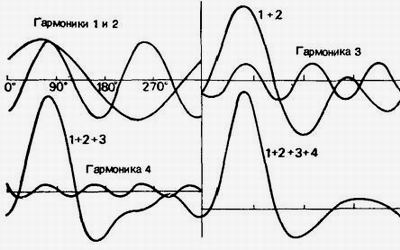 Гармоники 1 и 2
1+2
Гармоника 3
0° 90° 180° 270°
1+2+3
Гармоника 4
1+2+3+4